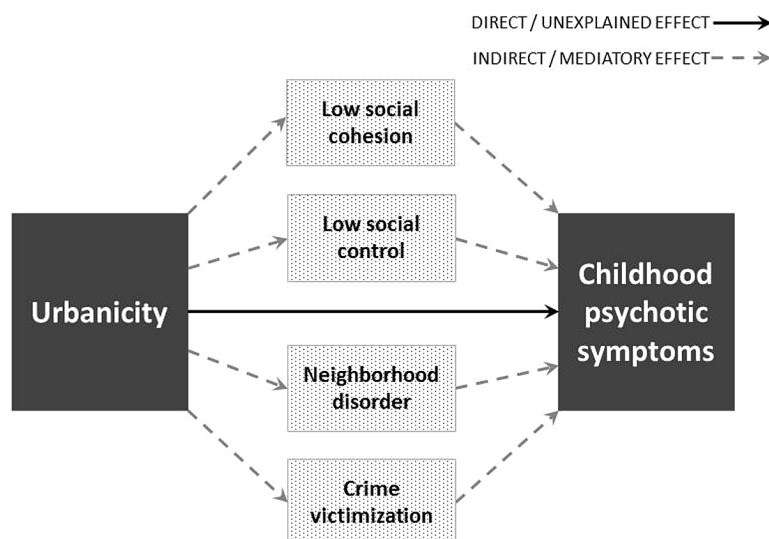 DIRECT / UNEXPLAINED EFFECT
INDIRECT / MEDIATORY EFFECT
Low social
cohesion
Low social
control
Urbanicity
Childhood
psychotic
symptoms
Neighborhood
disorder
Crime
victimization